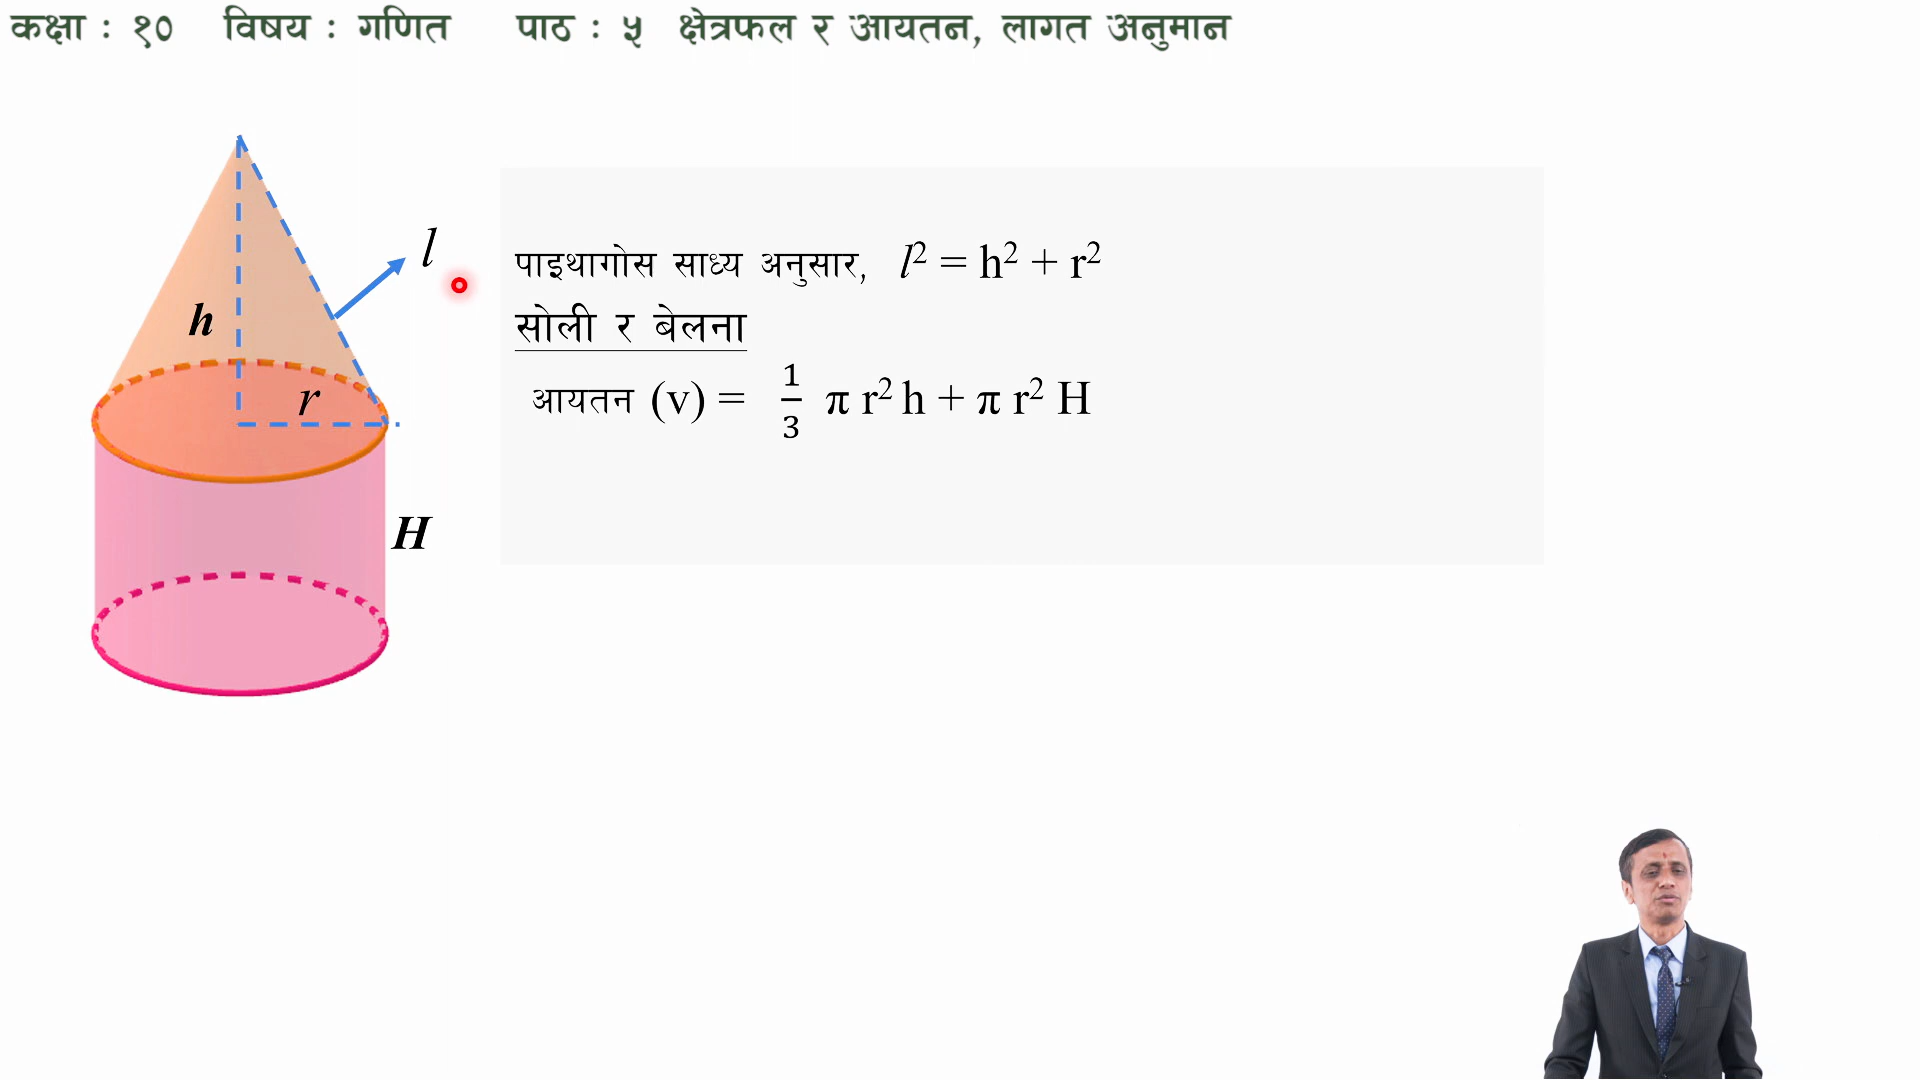 कक्षा : १० विषय : गणित पाठ : ५ क्षेत्रफल र आयतन, लागत अनुमान
l
h
r
H
पाइथागोस साध्य अनुसार, l² = h² + r²
सोली र बेलना
आयतन (v) = 1/3 π r² h + π r² H